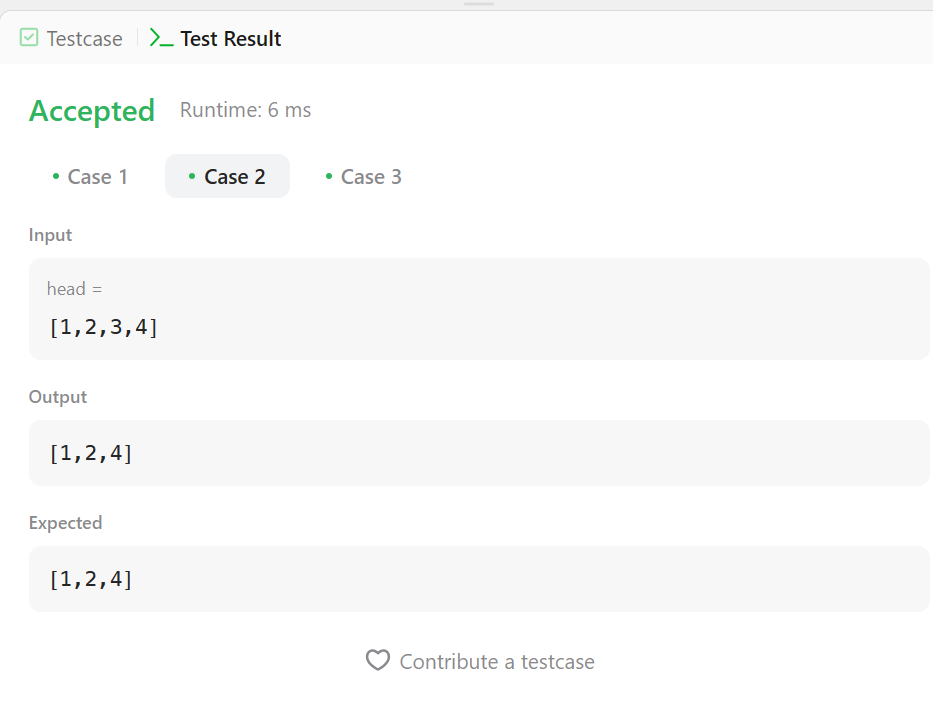 Testcase
Test Result
Accepted
Runtime: 6 ms
Case 1
Case 2
Case 3
Input
head =
[1,2,3,4]
Output
[1,2,4]
Expected
[1,2,4]
Contribute a testcase